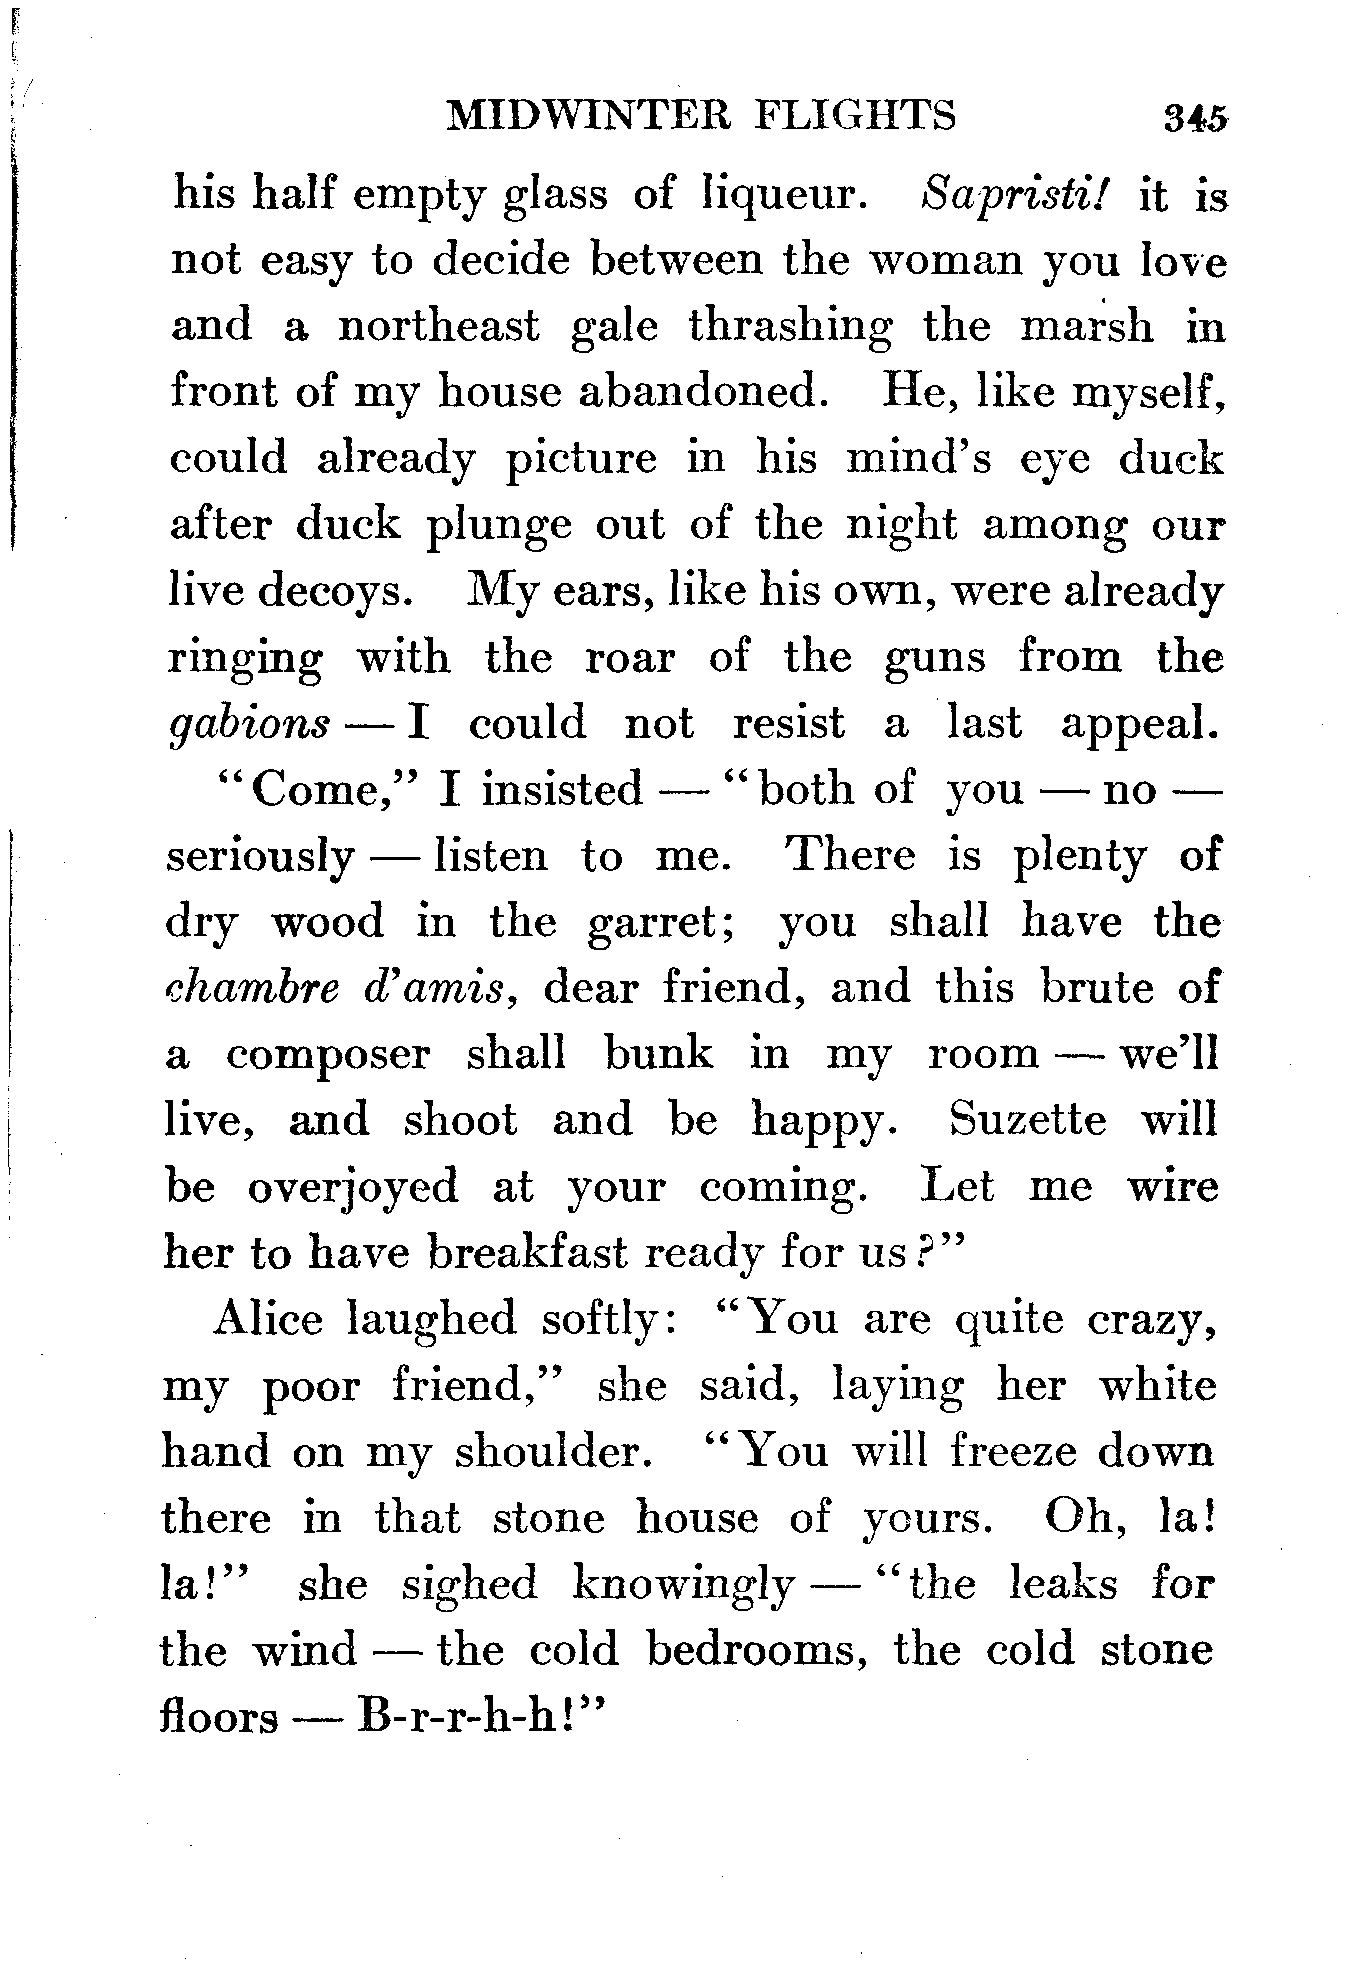 MIDWINTER FLIGHTS 345
his half empty glass of liqueur. Sapristi! it is
not easy to decide between the woman you love
and a northeast gale thrashing the marsh in
front of my house abandoned. He, like myself,
could already picture in his mind's eye duck
after duck plunge out of the night among our
live decoys. My ears, like his own, were already
ringing with the roar of the guns from the
gabions — I could not resist a last appeal.
"Come," I insisted — "both of you — no —
seriously — listen to me. There is plenty of
dry wood in the garret; you shall have the
chambre d'amis, dear friend, and this brute of
a composer shall bunk in my room — we'll
live, and shoot and be happy. Suzette will
be overjoyed at your coming. Let me wire
her to have breakfast ready for us?"
Alice laughed softly: "You are quite crazy,
my poor friend," she said, laying her white
hand on my shoulder. "You will freeze down
there in that stone house of yours. Oh, la!
la!" she sighed knowingly — "the leaks for
the wind — the cold bedrooms, the cold stone
floors — B-r-r-h-h!"